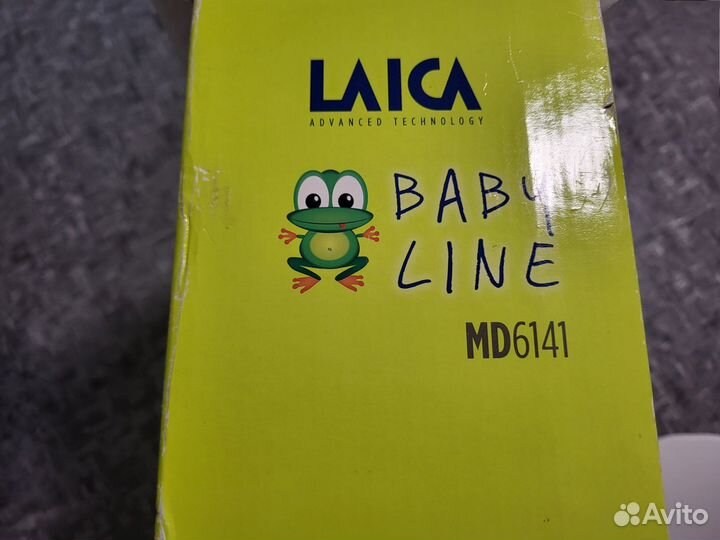 LAICA
ADVANCED TECHNOLOGY
BABY
LINE
MD6141
Avito